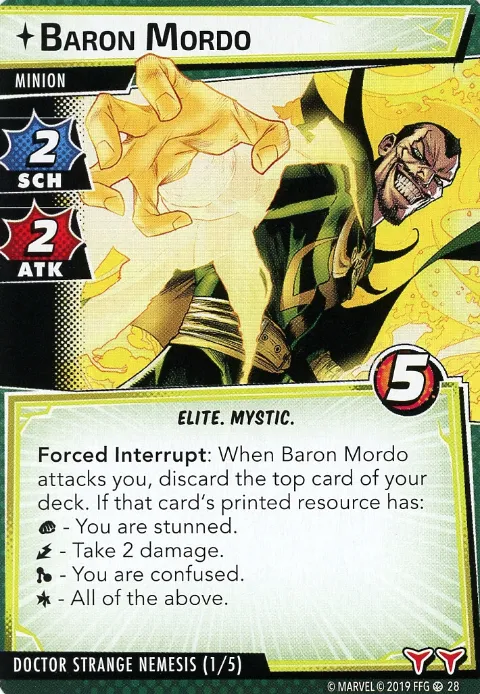 Baron Mordo
MINION
2
SCH
2
ATK
5
ELITE. MYSTIC.
Forced Interrupt: When Baron Mordo
attacks you, discard the top card of your
deck. If that card's printed resource has:
- You are stunned.
- Take 2 damage.
- You are confused.
- All of the above.
DOCTOR STRANGE NEMESIS (1/5)
© MARVEL © 2019 FFG 28